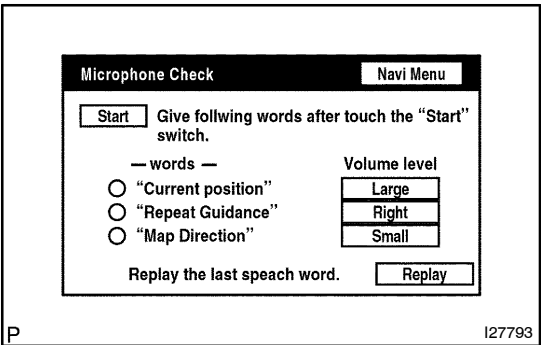 Microphone Check Navi Menu
Start Give follwing words after touch the “Start”
switch.
— words — Volume level
“Current position” Large
“Repeat Guidance” Right
“Map Direction” Small
Replay the last speach word. Replay
P I27793